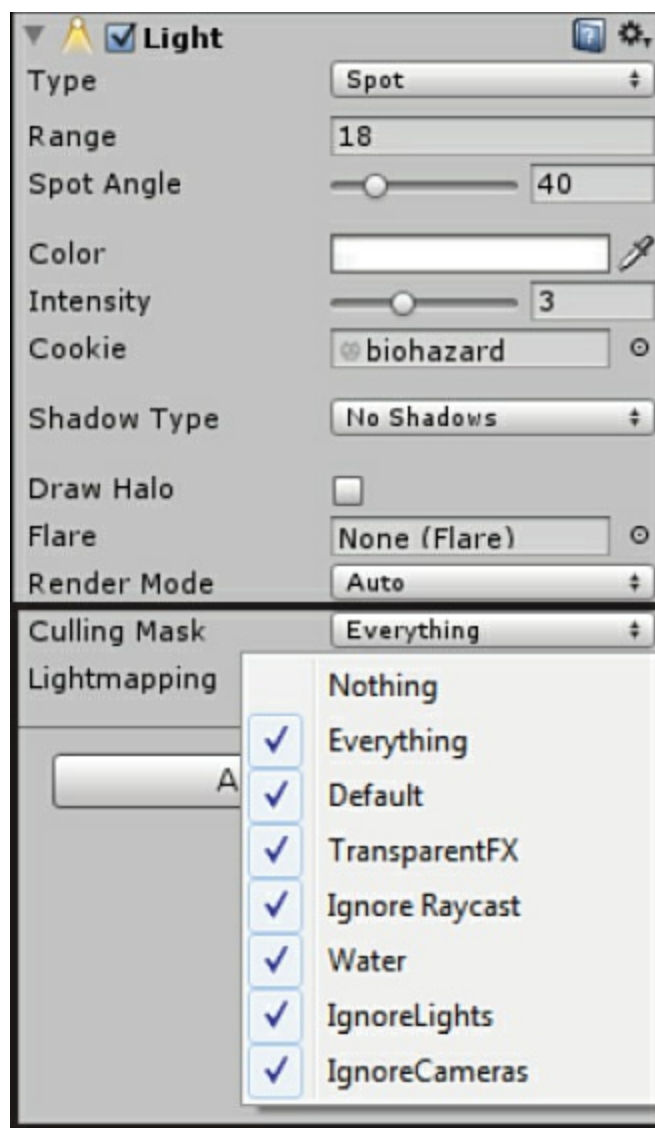 Light
Type Spot
Range 18
Spot Angle 40
Color
Intensity 3
Cookie biohazard
Shadow Type No Shadows
Draw Halo
Flare None (Flare)
Render Mode Auto
Culling Mask Everything
Lightmapping
Nothing
Everything
A
Default
TransparentFX
Ignore Raycast
Water
IgnoreLights
IgnoreCameras